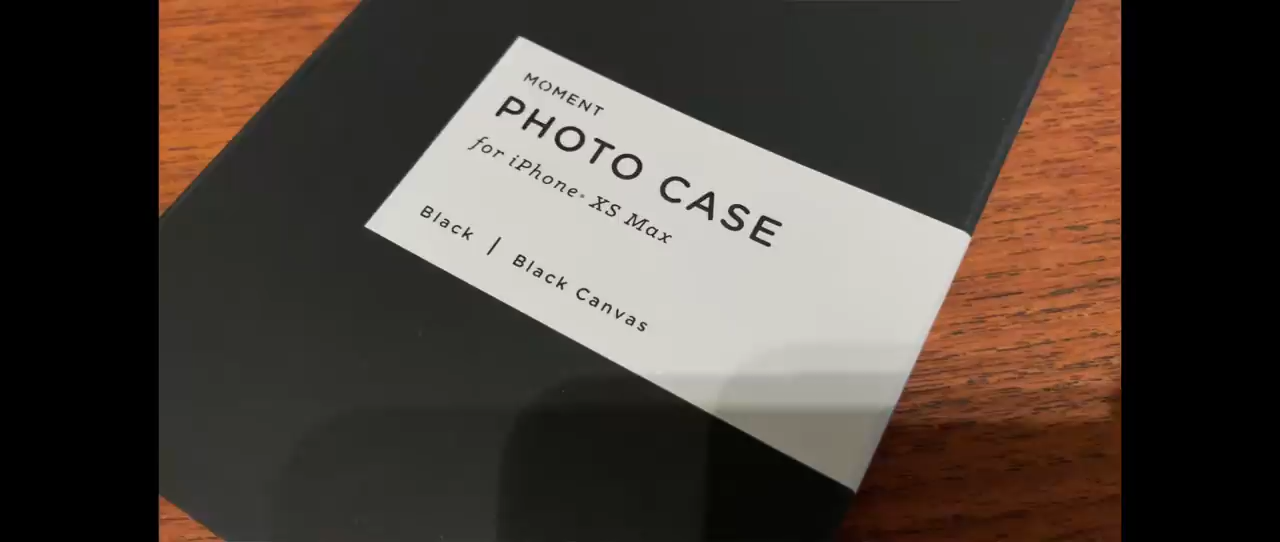 MOMENT
PHOTO CASE
for iPhone® XS Max
Black | Black Canvas